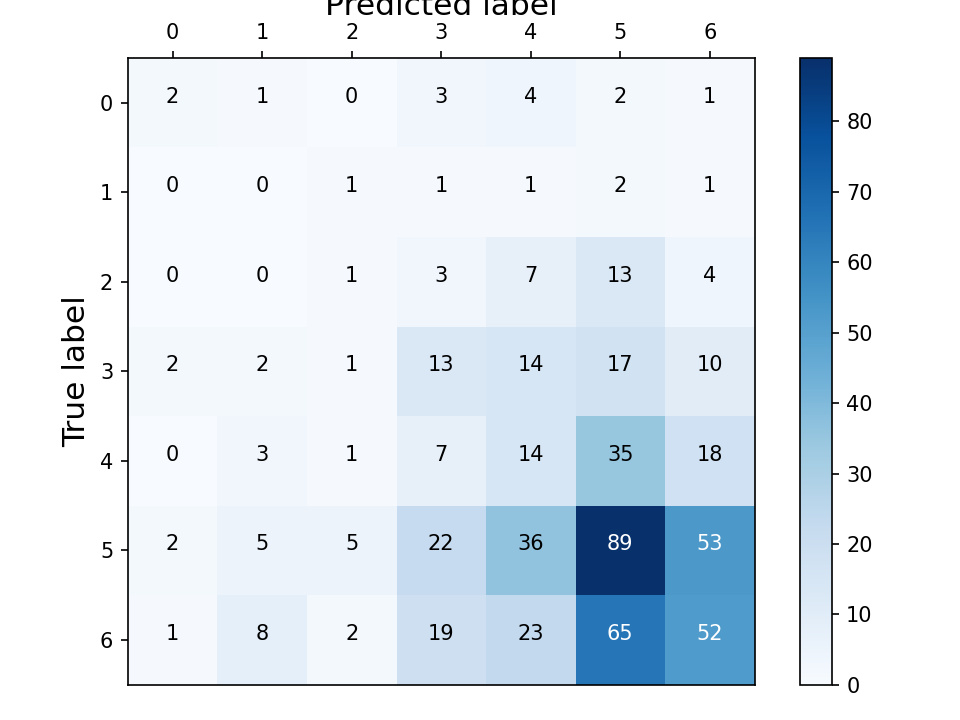 Predicted label
0 1 2 3 4 5 6
0 2 1 0 3 4 2 1
1 0 0 1 1 1 2 1
2 0 0 1 3 7 13 4
3 2 2 1 13 14 17 10
4 0 3 1 7 14 35 18
5 2 5 5 22 36 89 53
6 1 8 2 19 23 65 52
True label
80
70
60
50
40
30
20
10
0